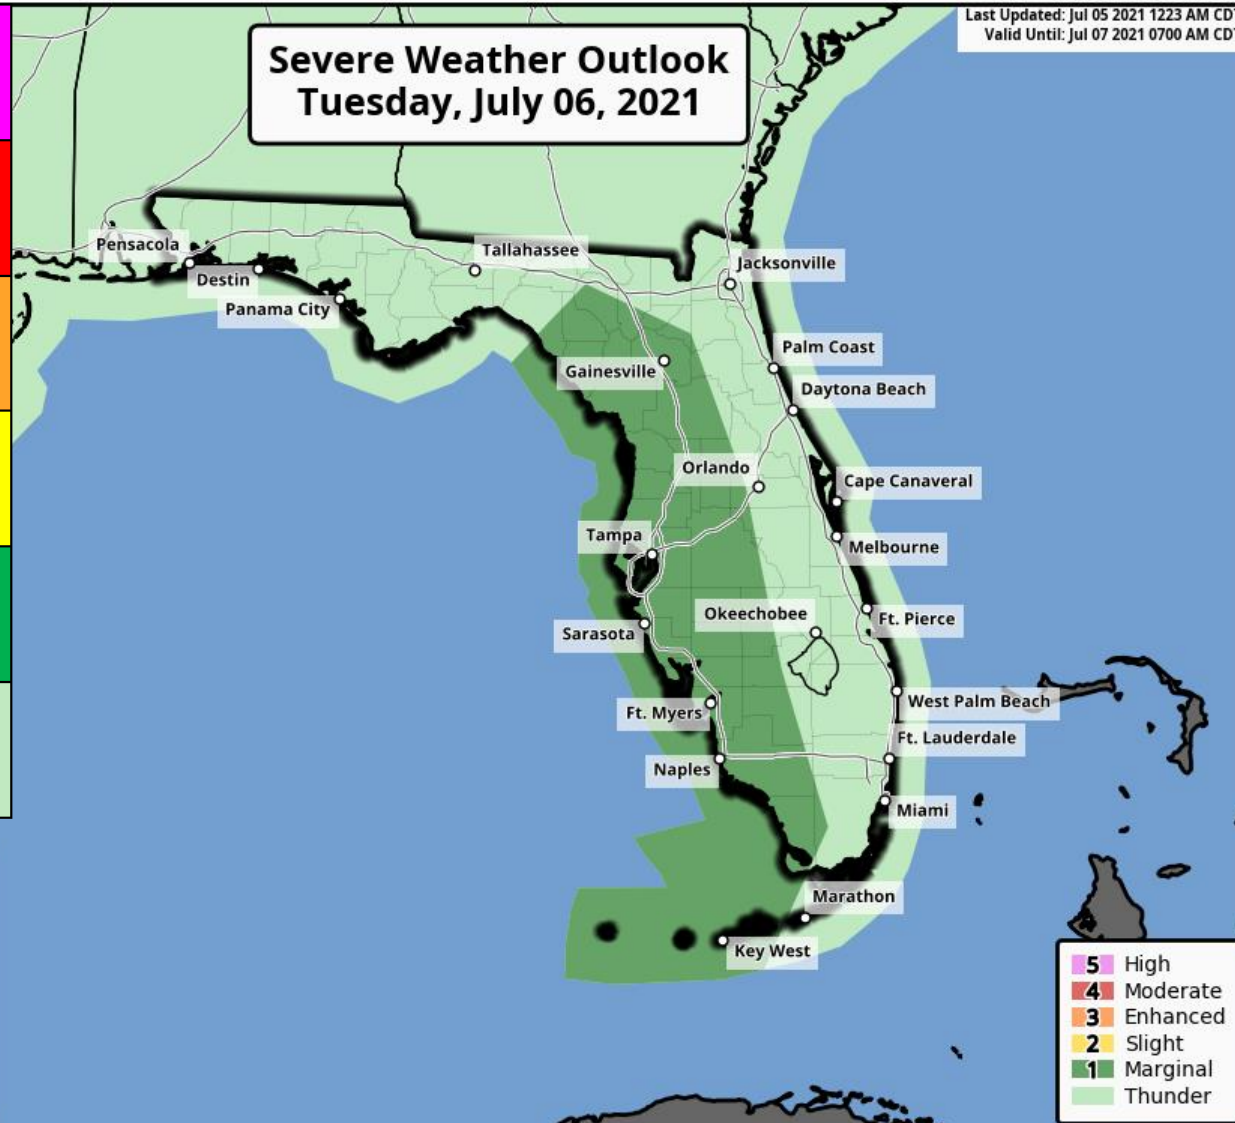 Last Updated: Jul 05 2021 1223 AM CDT
Valid Until: Jul 07 2021 0700 AM CDT
Severe Weather Outlook
Tuesday, July 06, 2021
Pensacola
Tallahassee
Jacksonville
Destin
Panama City
Palm Coast
Gainesville
Daytona Beach
Orlando
Cape Canaveral
Tampa
Melbourne
Okeechobee
Ft. Pierce
Sarasota
West Palm Beach
Ft. Myers
Ft. Lauderdale
Naples
Miami
Marathon
Key West
5 High
4 Moderate
3 Enhanced
2 Slight
1 Marginal
Thunder